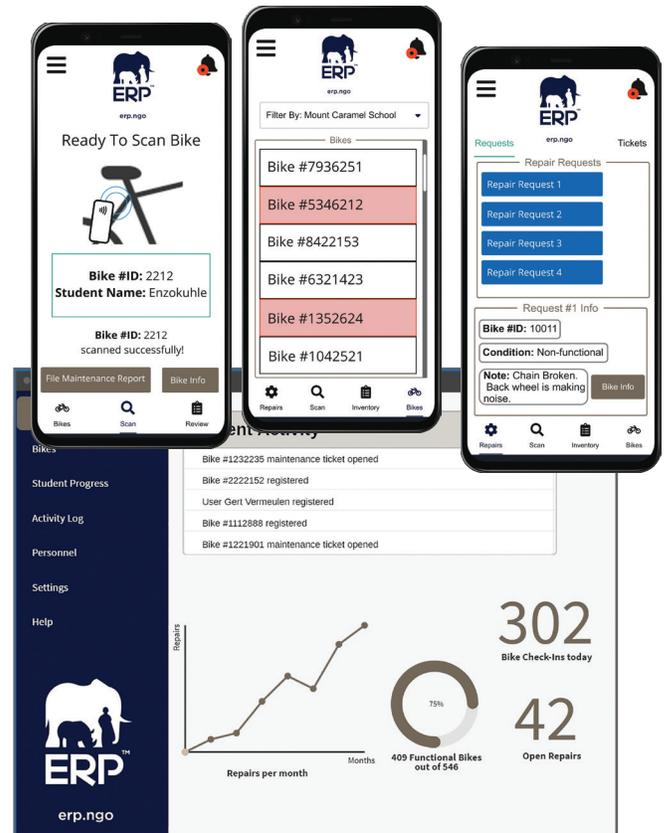 ERP™
erp.ngo
Ready To Scan Bike
Bike #ID: 2212
Student Name: Enzokuhle
Bike #ID: 2212
scanned successfully!
File Maintenance Report
Bike Info
Bikes
Scan
Review
ERP™
erp.ngo
Filter By: Mount Caramel School
Bikes
Bike #7936251
Bike #5346212
Bike #8422153
Bike #6321423
Bike #1352624
Bike #1042521
Repairs
Scan
Inventory
Bikes
ERP™
erp.ngo
Requests
Tickets
Repair Requests
Repair Request 1
Repair Request 2
Repair Request 3
Repair Request 4
Request #1 Info
Bike #ID: 10011
Condition: Non-functional
Note: Chain Broken.
Back wheel is making
noise.
Bike Info
Repairs
Scan
Inventory
Bikes
Bikes
Student Progress
Activity Log
Personnel
Settings
Help
ERP™
erp.ngo
Activity
Bike #1232235 maintenance ticket opened
Bike #2222152 registered
User Gert Vermeulen registered
Bike #1112888 registered
Bike #1221901 maintenance ticket opened
Repairs
Months
Repairs per month
75%
409 Functional Bikes
out of 546
302
Bike Check-Ins today
42
Open Repairs